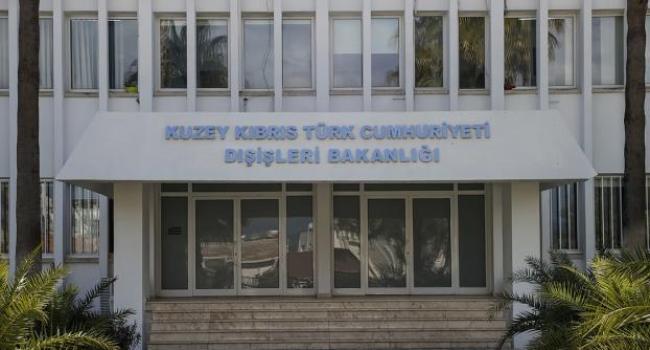 KUZEY KIBRIS TÜRK CUMHURİYETİ
DIŞİŞLERİ BAKANLIĞI